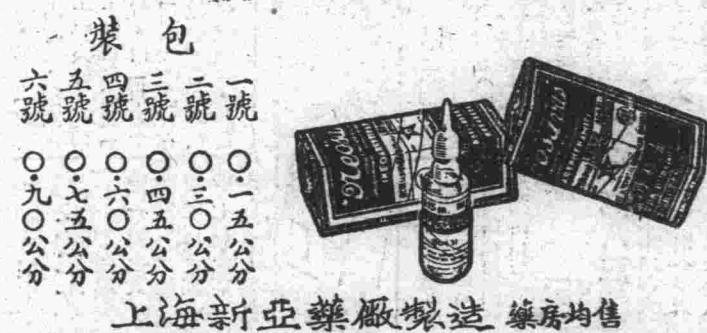 包裝
一號 〇·一五公分
二號 〇·三〇公分
三號 〇·四五公分
四號 〇·六〇公分
五號 〇·七五公分
六號 〇·九〇公分
上海新亞藥廠製造 藥房均售